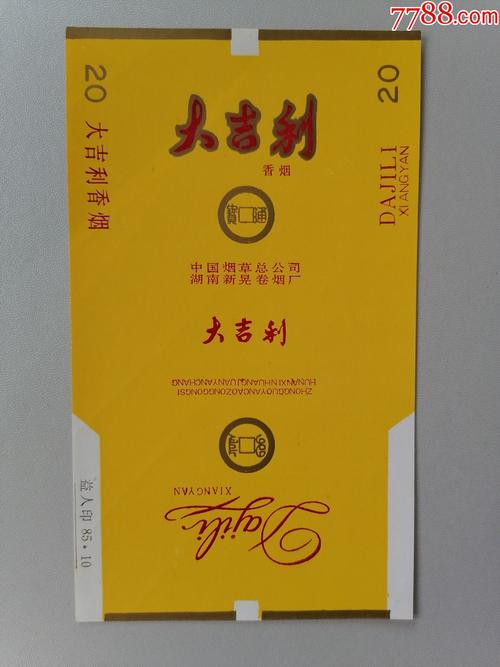 7788.com
20
大吉利香烟
大吉利
香烟
20
DAJILI
XIANGYAN
中国烟草总公司
湖南新晃卷烟厂
大吉利
ZHONGGUOYANCAOZONGGONGSI
HUNANXINHUANGJUANYANCHANG
XIANGYAN
Dajili
益人印 85·10